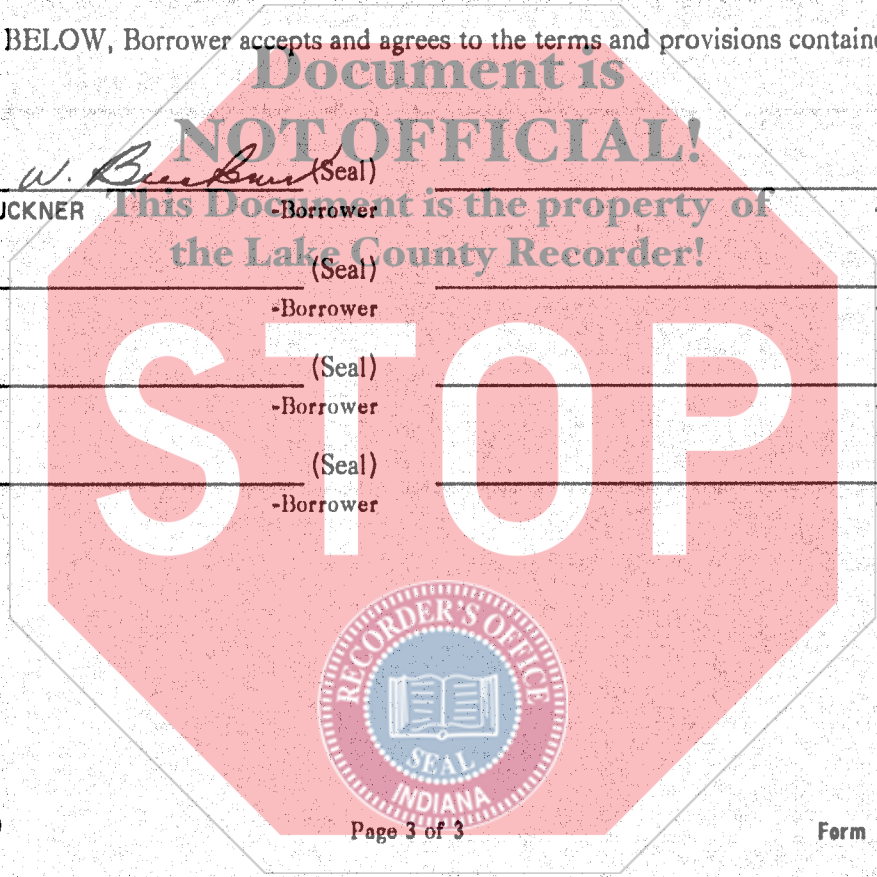 BELOW, Borrower accepts and agrees to the terms and provisions containe
Document is
NOT OFFICIAL!
W. Buckner (Seal)
UCKNER -Borrower
This Document is the property of
the Lake County Recorder!
(Seal)
-Borrower
STOP
(Seal)
-Borrower
(Seal)
-Borrower
RECORDER'S OFFICE
SEAL
INDIANA
Page 3 of 3 Form